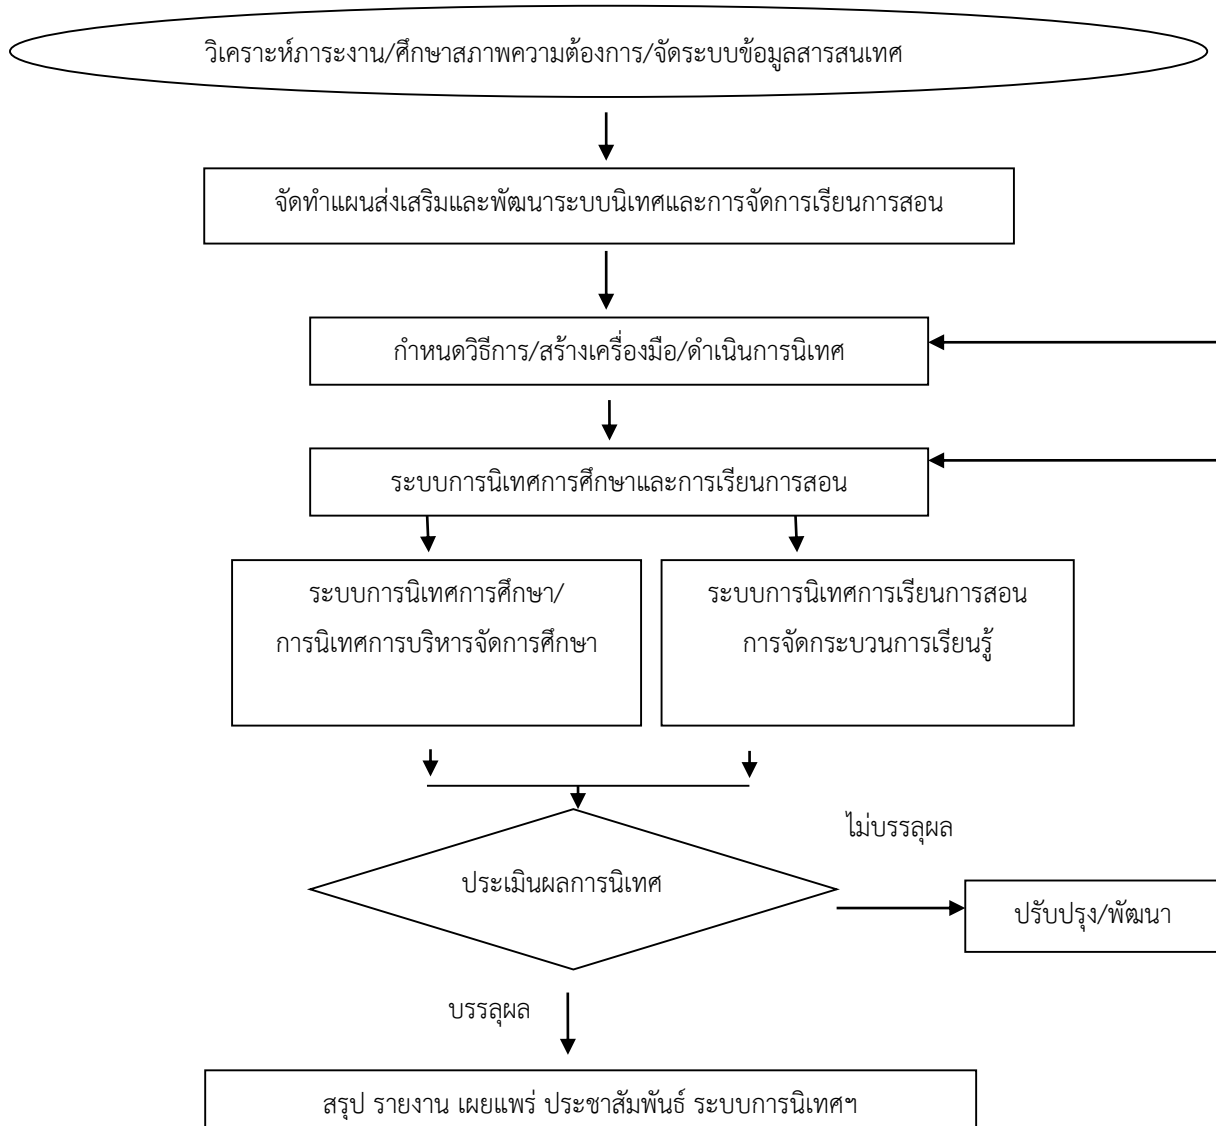 วิเคราะห์ภาระงาน/ศึกษาสภาพความต้องการ/จัดระบบข้อมูลสารสนเทศ
จัดทำแผนส่งเสริมและพัฒนาระบบนิเทศและการจัดการเรียนการสอน
กำหนดวิธีการ/สร้างเครื่องมือ/ดำเนินการนิเทศ
ระบบการนิเทศการศึกษาและการเรียนการสอน
ระบบการนิเทศการศึกษา/
การนิเทศการบริหารจัดการศึกษา
ระบบการนิเทศการเรียนการสอน
การจัดกระบวนการเรียนรู้
ไม่บรรลุผล
ประเมินผลการนิเทศ
ปรับปรุง/พัฒนา
บรรลุผล
สรุป รายงาน เผยแพร่ ประชาสัมพันธ์ ระบบการนิเทศฯ